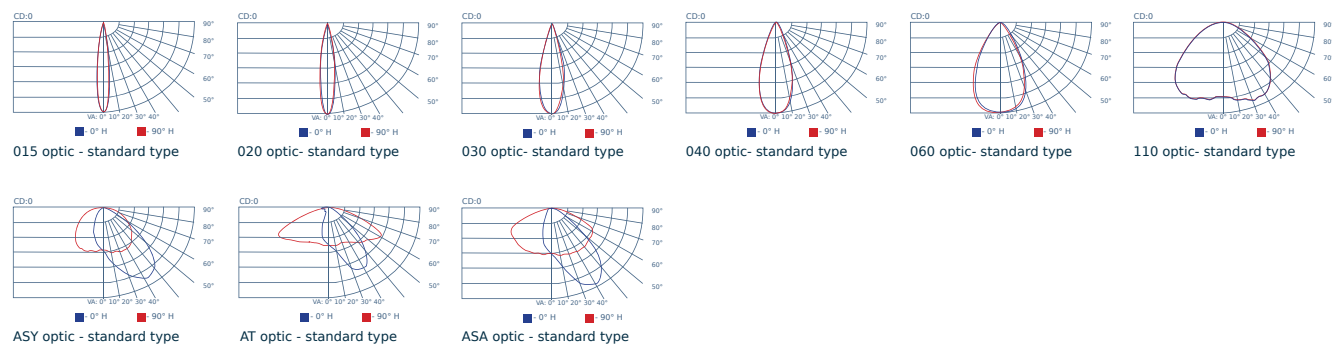 CD:0
90°
80°
70°
60°
50°
VA: 0° 10° 20° 30° 40°
- 0° H - 90° H
015 optic - standard type
CD:0
90°
80°
70°
60°
50°
VA: 0° 10° 20° 30° 40°
- 0° H - 90° H
020 optic- standard type
CD:0
90°
80°
70°
60°
50°
VA: 0° 10° 20° 30° 40°
- 0° H - 90° H
030 optic- standard type
CD:0
90°
80°
70°
60°
50°
VA: 0° 10° 20° 30° 40°
- 0° H - 90° H
040 optic- standard type
CD:0
90°
80°
70°
60°
50°
VA: 0° 10° 20° 30° 40°
- 0° H - 90° H
060 optic- standard type
CD:0
90°
80°
70°
60°
50°
VA: 0° 10° 20° 30° 40°
- 0° H - 90° H
110 optic- standard type
CD:0
90°
80°
70°
60°
50°
VA: 0° 10° 20° 30° 40°
- 0° H - 90° H
ASY optic - standard type
CD:0
90°
80°
70°
60°
50°
VA: 0° 10° 20° 30° 40°
- 0° H - 90° H
AT optic - standard type
CD:0
90°
80°
70°
60°
50°
VA: 0° 10° 20° 30° 40°
- 0° H - 90° H
ASA optic - standard type